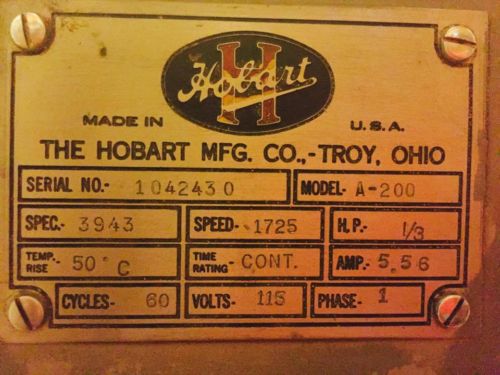 Hobart
H
MADE IN U.S.A.
THE HOBART MFG. CO.,-TROY, OHIO
SERIAL NO.- 1042430 MODEL- A-200
SPEC.- 3943 SPEED- 1725 H.P.- 1/3
TEMP. RISE 50° C TIME RATING- CONT. AMP.- 5.56
CYCLES- 60 VOLTS- 115 PHASE- 1